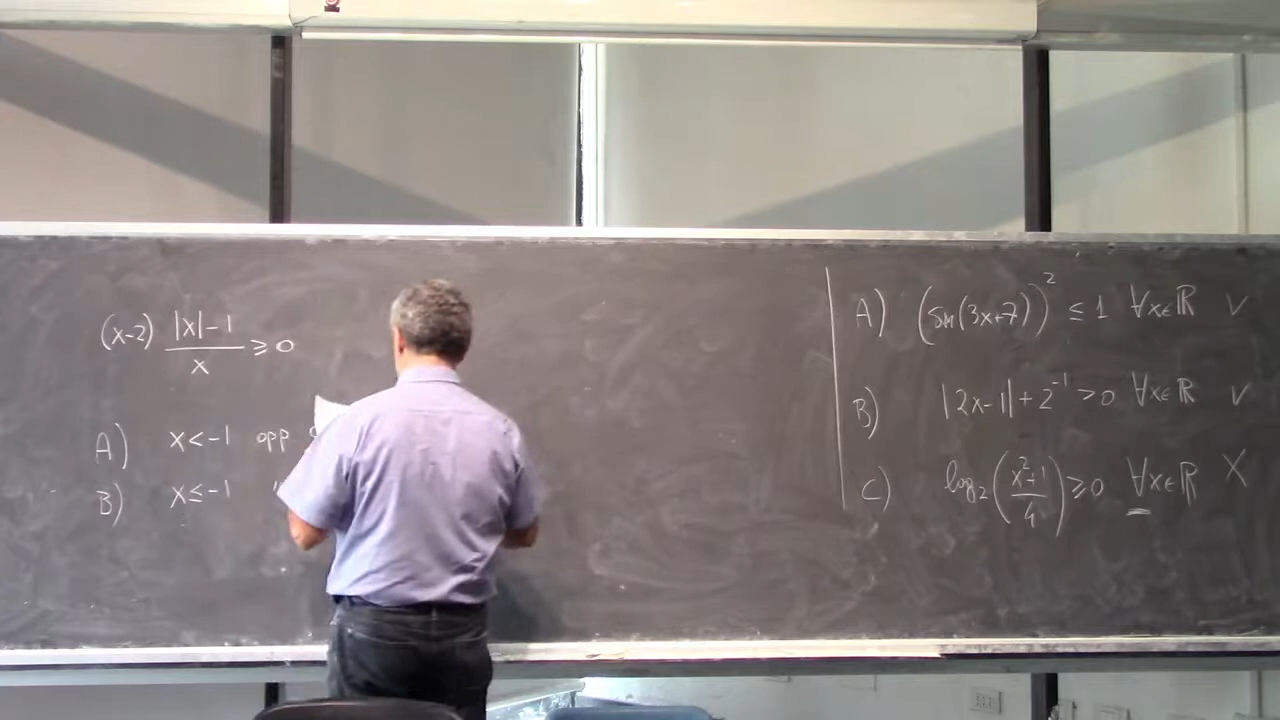 (x-2) |x|-1 / x ≥ 0
A) x < -1 opp
B) x ≤ -1 "
A) (sin(3x+7))² ≤ 1 ∀x∈ℝ V
B) |2x-1| + 2⁻¹ > 0 ∀x∈ℝ V
C) log₂(x²+1 / 4) ≥ 0 ∀x∈ℝ X